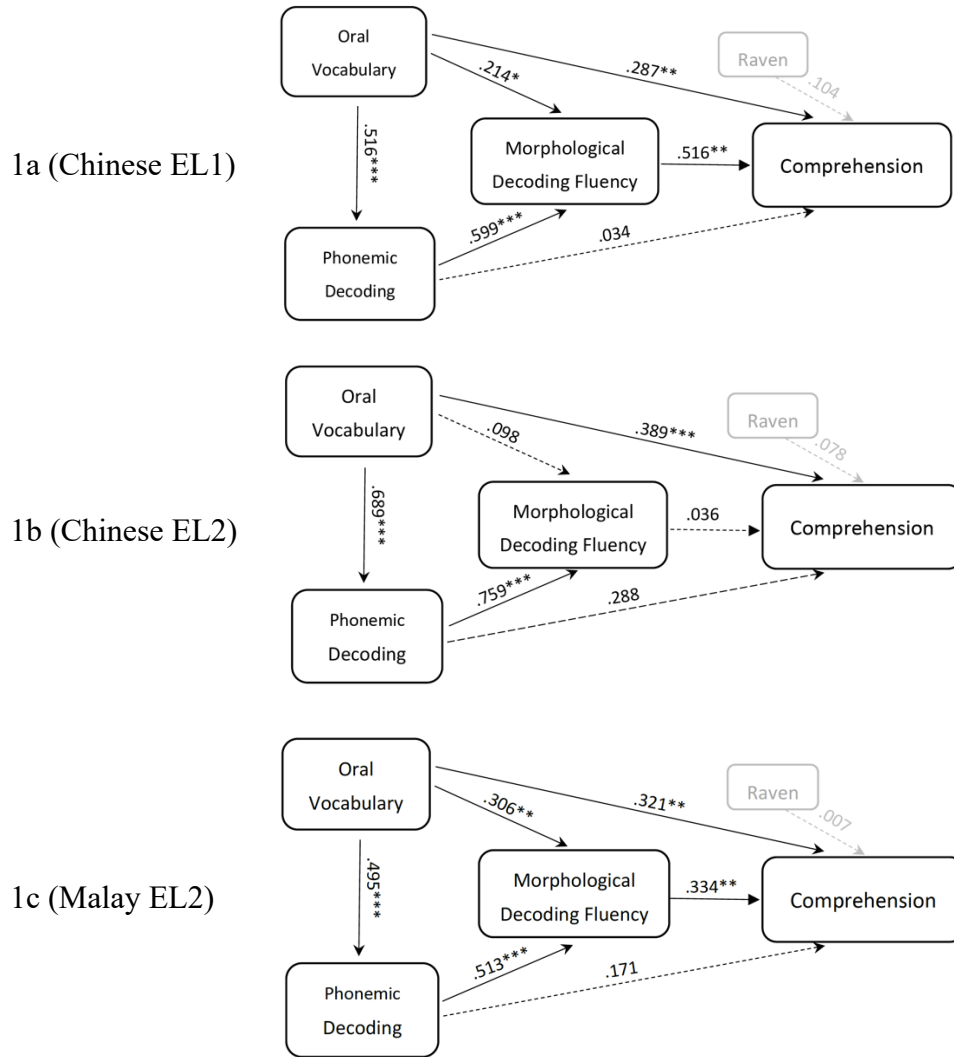 1a (Chinese EL1)
Oral
Vocabulary
.516***
Phonemic
Decoding
.214*
.599***
Morphological
Decoding Fluency
.287**
.516**
.034
Raven
.104
Comprehension
1b (Chinese EL2)
Oral
Vocabulary
.689***
Phonemic
Decoding
.098
.759***
Morphological
Decoding Fluency
.389***
.036
.288
Raven
.078
Comprehension
1c (Malay EL2)
Oral
Vocabulary
.495***
Phonemic
Decoding
.306**
.513***
Morphological
Decoding Fluency
.321**
.334**
.171
Raven
.007
Comprehension